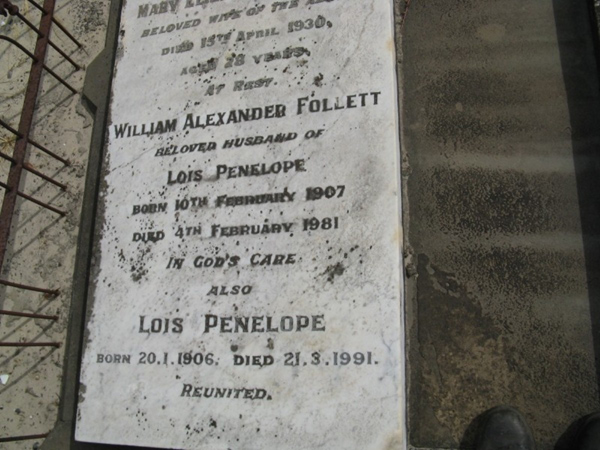 MARY
BELOVED WIFE OF THE
DIED 15TH APRIL 1930.
AGED 28 YEARS.
AT REST.
WILLIAM ALEXANDER FOLLETT
BELOVED HUSBAND OF
LOIS PENELOPE
BORN 10TH FEBRUARY 1907
DIED 4TH FEBRUARY 1981
IN GOD'S CARE
ALSO
LOIS PENELOPE
BORN 20.1.1906. DIED 21.3.1991.
REUNITED.